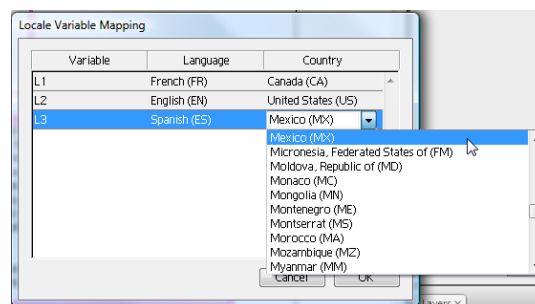 Locale Variable Mapping
Variable Language Country
L1 French (FR) Canada (CA)
L2 English (EN) United States (US)
L3 Spanish (ES) Mexico (MX)
Mexico (MX)
Micronesia, Federated States of (FM)
Moldova, Republic of (MD)
Monaco (MC)
Mongolia (MN)
Montenegro (ME)
Montserrat (MS)
Morocco (MA)
Mozambique (MZ)
Myanmar (MM)
Cancel OK